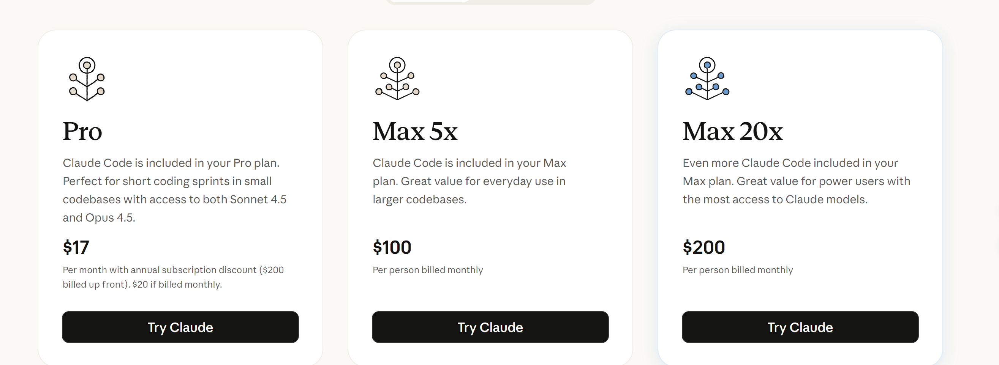 Pro
Claude Code is included in your Pro plan.
Perfect for short coding sprints in small
codebases with access to both Sonnet 4.5
and Opus 4.5.
$17
Per month with annual subscription discount ($200
billed up front). $20 if billed monthly.
Try Claude
Max 5x
Claude Code is included in your Max
plan. Great value for everyday use in
larger codebases.
$100
Per person billed monthly
Try Claude
Max 20x
Even more Claude Code included in your
Max plan. Great value for power users with
the most access to Claude models.
$200
Per person billed monthly
Try Claude